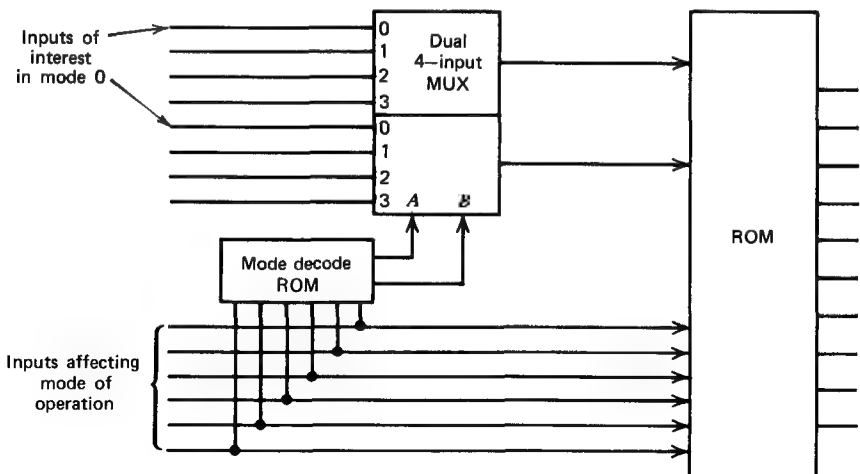 Inputs of
interest
in mode 0
0
1
2
3
0
1
2
3
Dual
4-input
MUX
A B
Mode decode
ROM
Inputs affecting
mode of
operation
ROM